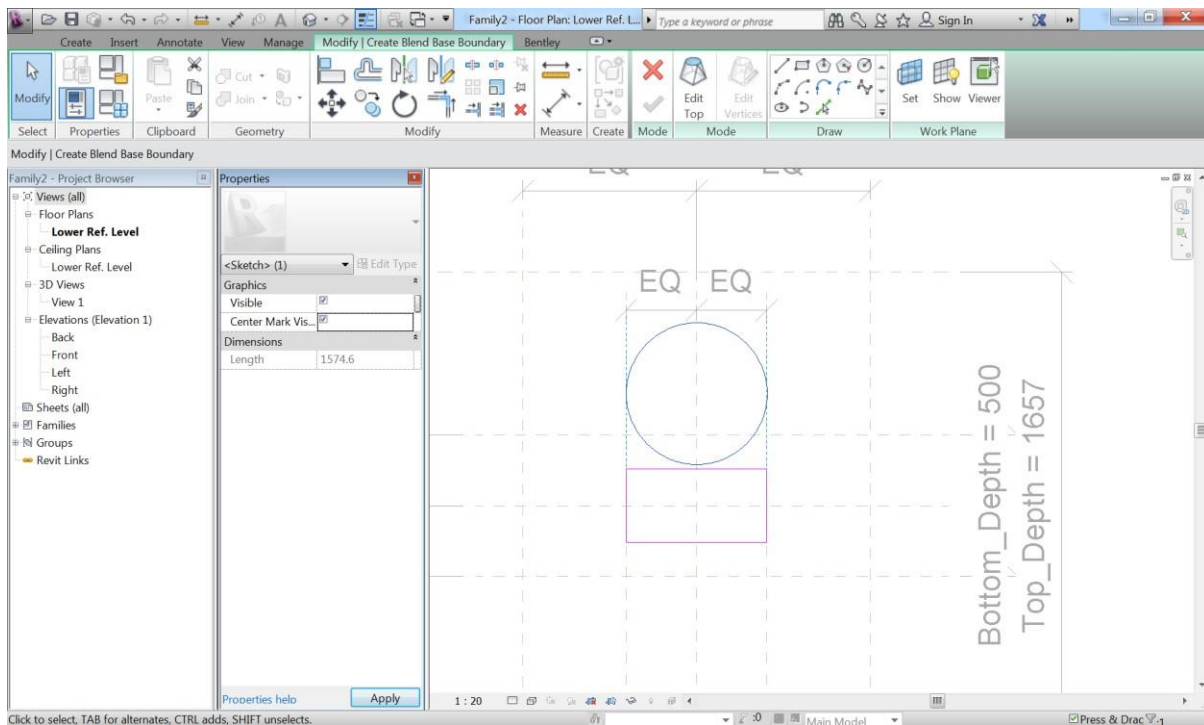 Family2 - Floor Plan: Lower Ref. L...
Type a keyword or phrase
Sign In
Create Insert Annotate View Manage Modify | Create Blend Base Boundary Bentley
Modify
Paste
Cut
Join
Edit Top
Edit Vertices
Set Show Viewer
Select Properties Clipboard Geometry Modify Measure Create Mode Mode Draw Work Plane
Modify | Create Blend Base Boundary
Family2 - Project Browser
Views (all)
Floor Plans
Lower Ref. Level
Ceiling Plans
Lower Ref. Level
3D Views
View 1
Elevations (Elevation 1)
Back
Front
Left
Right
Sheets (all)
Families
Groups
Revit Links
Properties
<Sketch> (1)
Edit Type
Graphics
Visible
Center Mark Vis...
Dimensions
Length 1574.6
Properties help
Apply
EQ EQ
EQ EQ
Bottom_Depth = 500
Top_Depth = 1657
1 : 20
Click to select, TAB for alternates, CTRL adds, SHIFT unselects.
:0
Main Model
Press & Drac